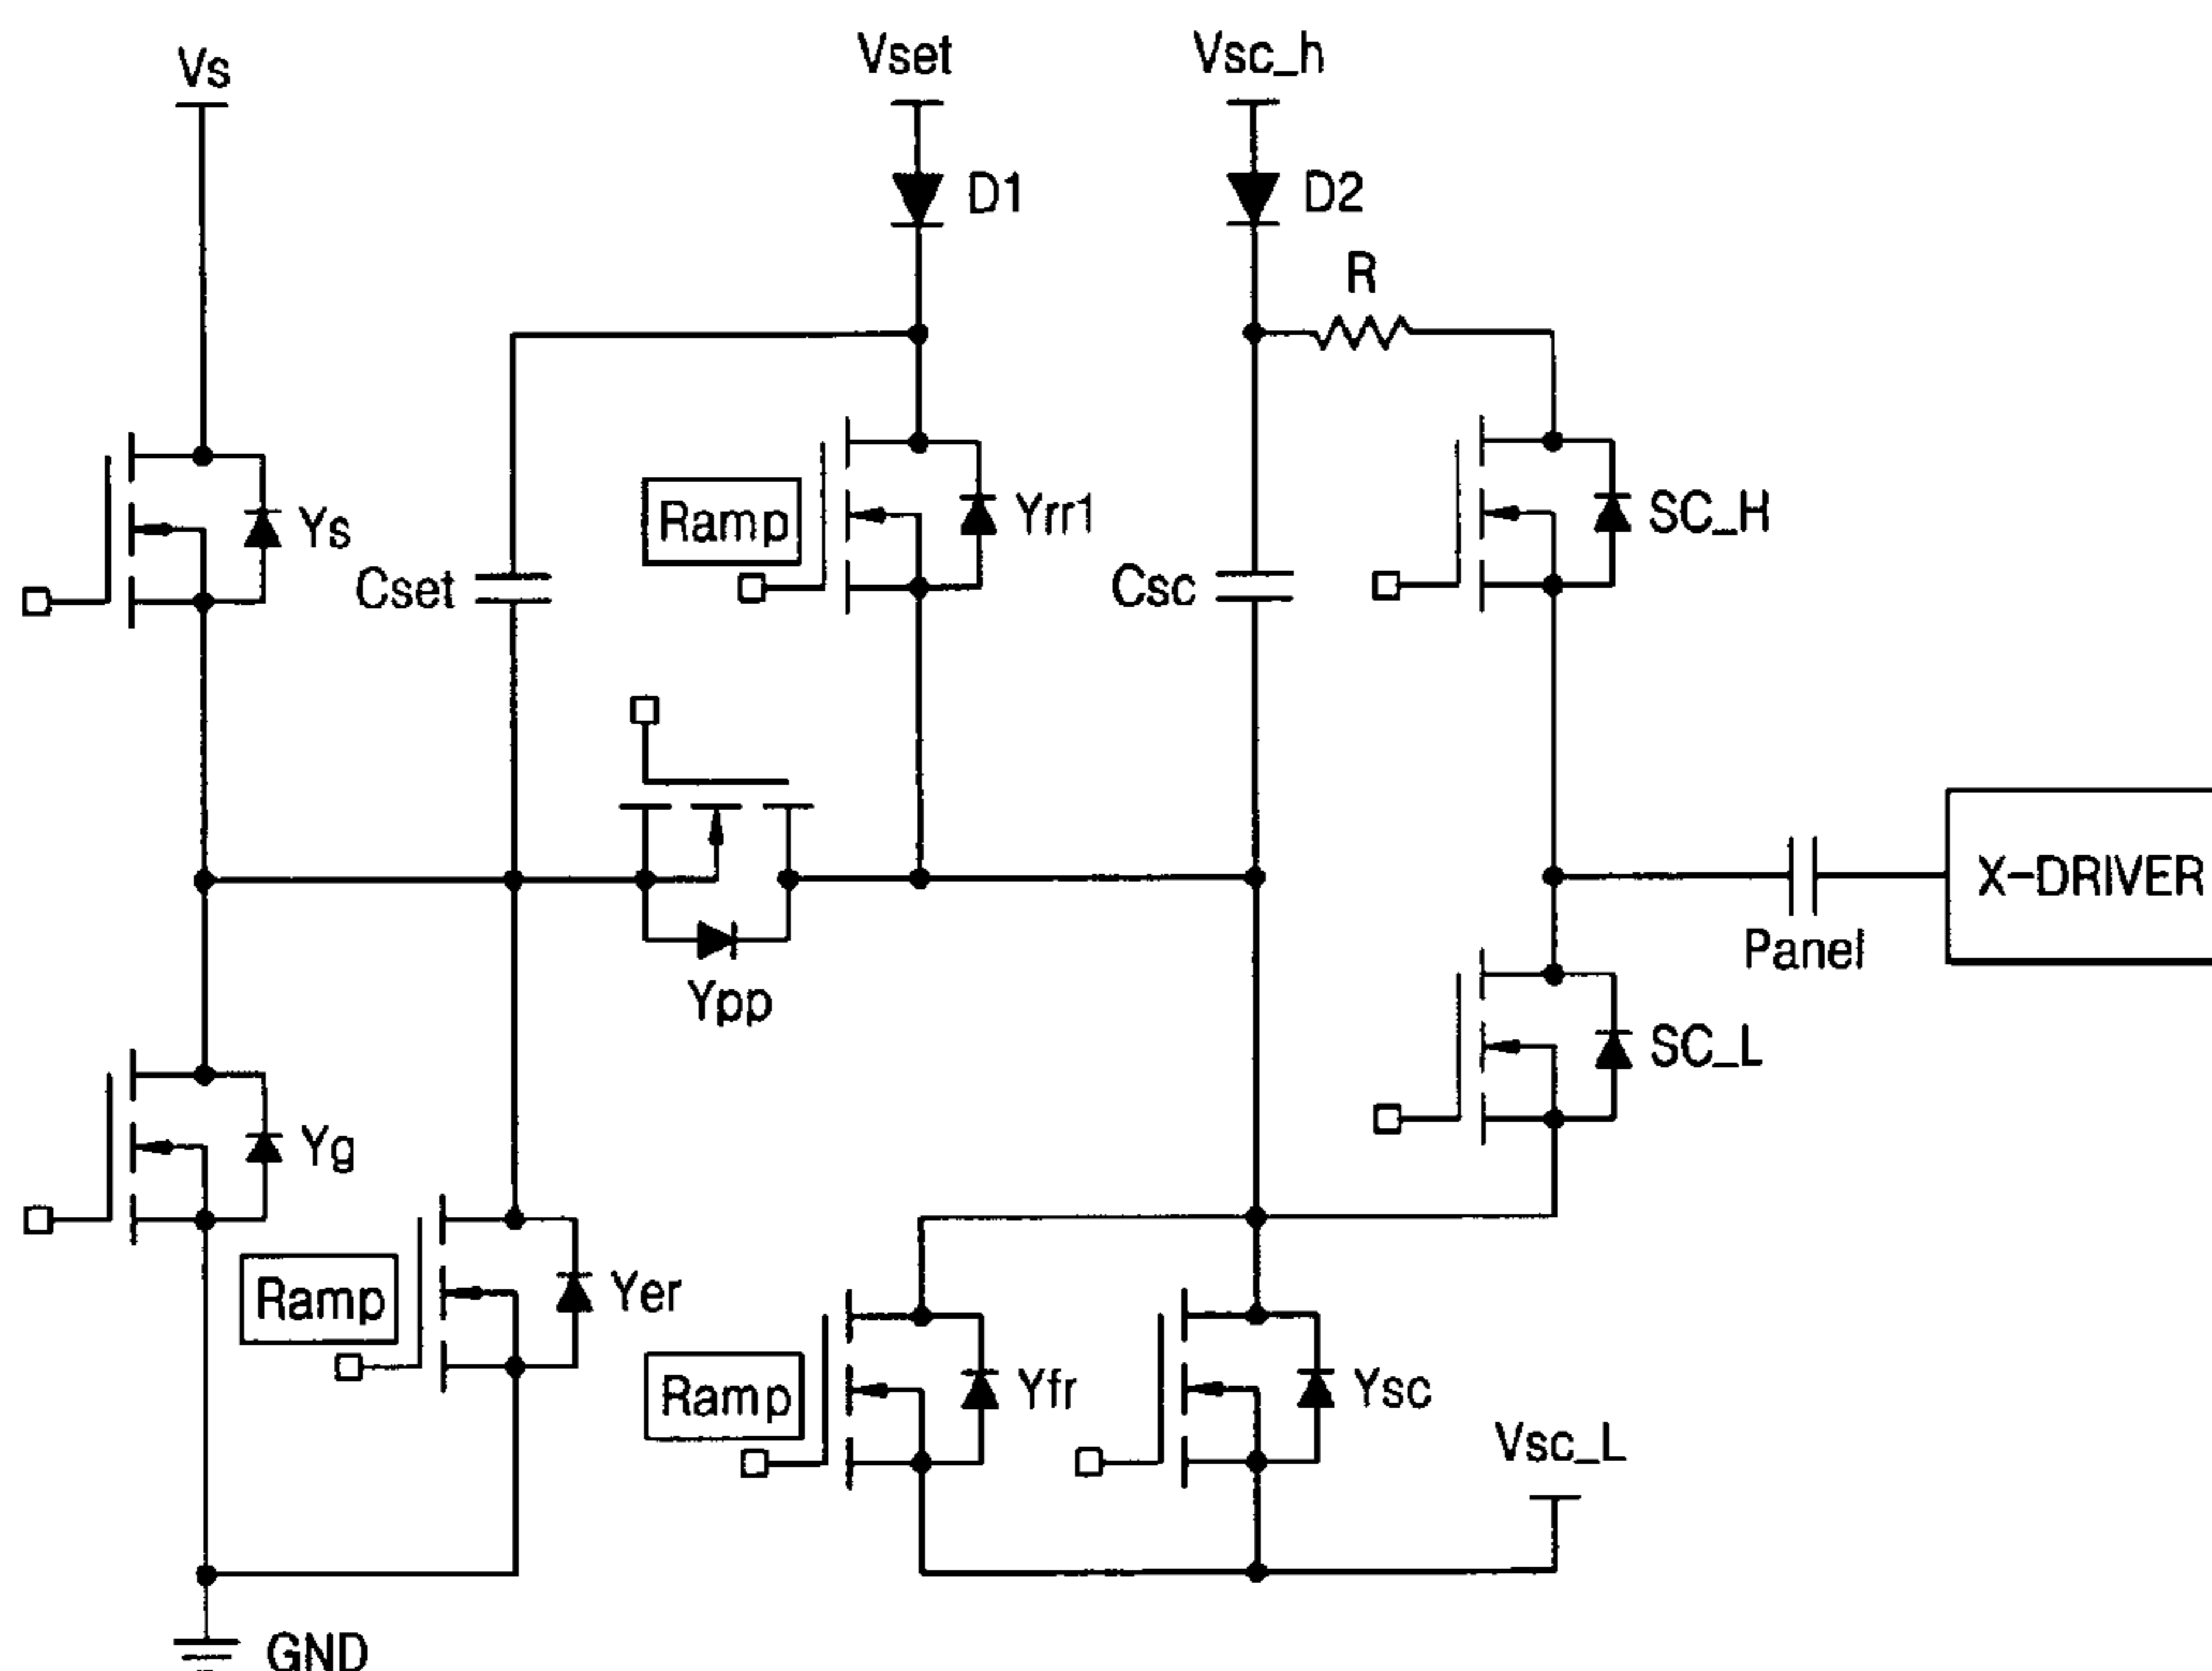 Vs
Vset
Vsc_h
D1
D2
R
Ramp
Yrr1
SC_H
Ys
Cset
Csc
X-DRIVER
Panel
Ypp
SC_L
Yg
Ramp
Yer
Ramp
Yfr
Ysc
Vsc_L
GND